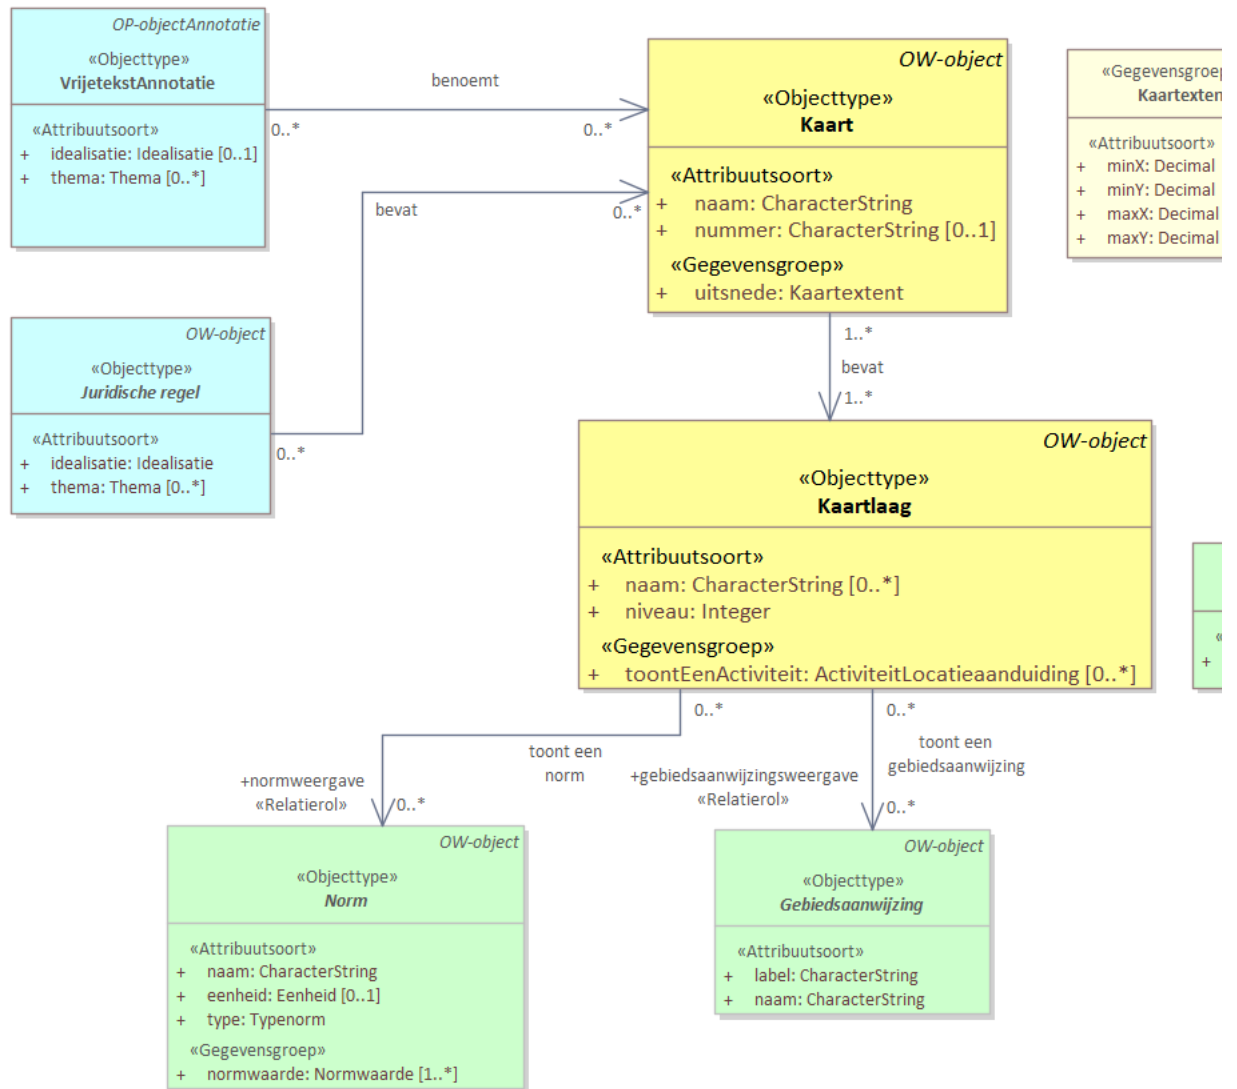 OP-objectAnnotatie
«Objecttype»
VrijetekstAnnotatie
«Attribuutsoort»
+ idealisatie: Idealisatie [0..1]
+ thema: Thema [0..*]
benoemt
0..*
0..*
OW-object
«Objecttype»
Kaart
«Attribuutsoort»
+ naam: CharacterString
+ nummer: CharacterString [0..1]
«Gegevensgroep»
+ uitsnede: Kaartextent
«Gegevensgroep
Kaartexten
«Attribuutsoort»
+ minX: Decimal
+ minY: Decimal
+ maxX: Decimal
+ maxY: Decimal
bevat
0..*
OW-object
«Objecttype»
Juridische regel
«Attribuutsoort»
+ idealisatie: Idealisatie
+ thema: Thema [0..*]
0..*
1..*
bevat
1..*
OW-object
«Objecttype»
Kaartlaag
«Attribuutsoort»
+ naam: CharacterString [0..*]
+ niveau: Integer
«Gegevensgroep»
+ toontEenActiviteit: ActiviteitLocatieaanduiding [0..*]
«
+
0..*
toont een
norm
+normweergave
«Relatierol»
0..*
0..*
toont een
gebiedsaanwijzing
+gebiedsaanwijzingsweergave
«Relatierol»
0..*
OW-object
«Objecttype»
Norm
«Attribuutsoort»
+ naam: CharacterString
+ eenheid: Eenheid [0..1]
+ type: Typenorm
«Gegevensgroep»
+ normwaarde: Normwaarde [1..*]
OW-object
«Objecttype»
Gebiedsaanwijzing
«Attribuutsoort»
+ label: CharacterString
+ naam: CharacterString